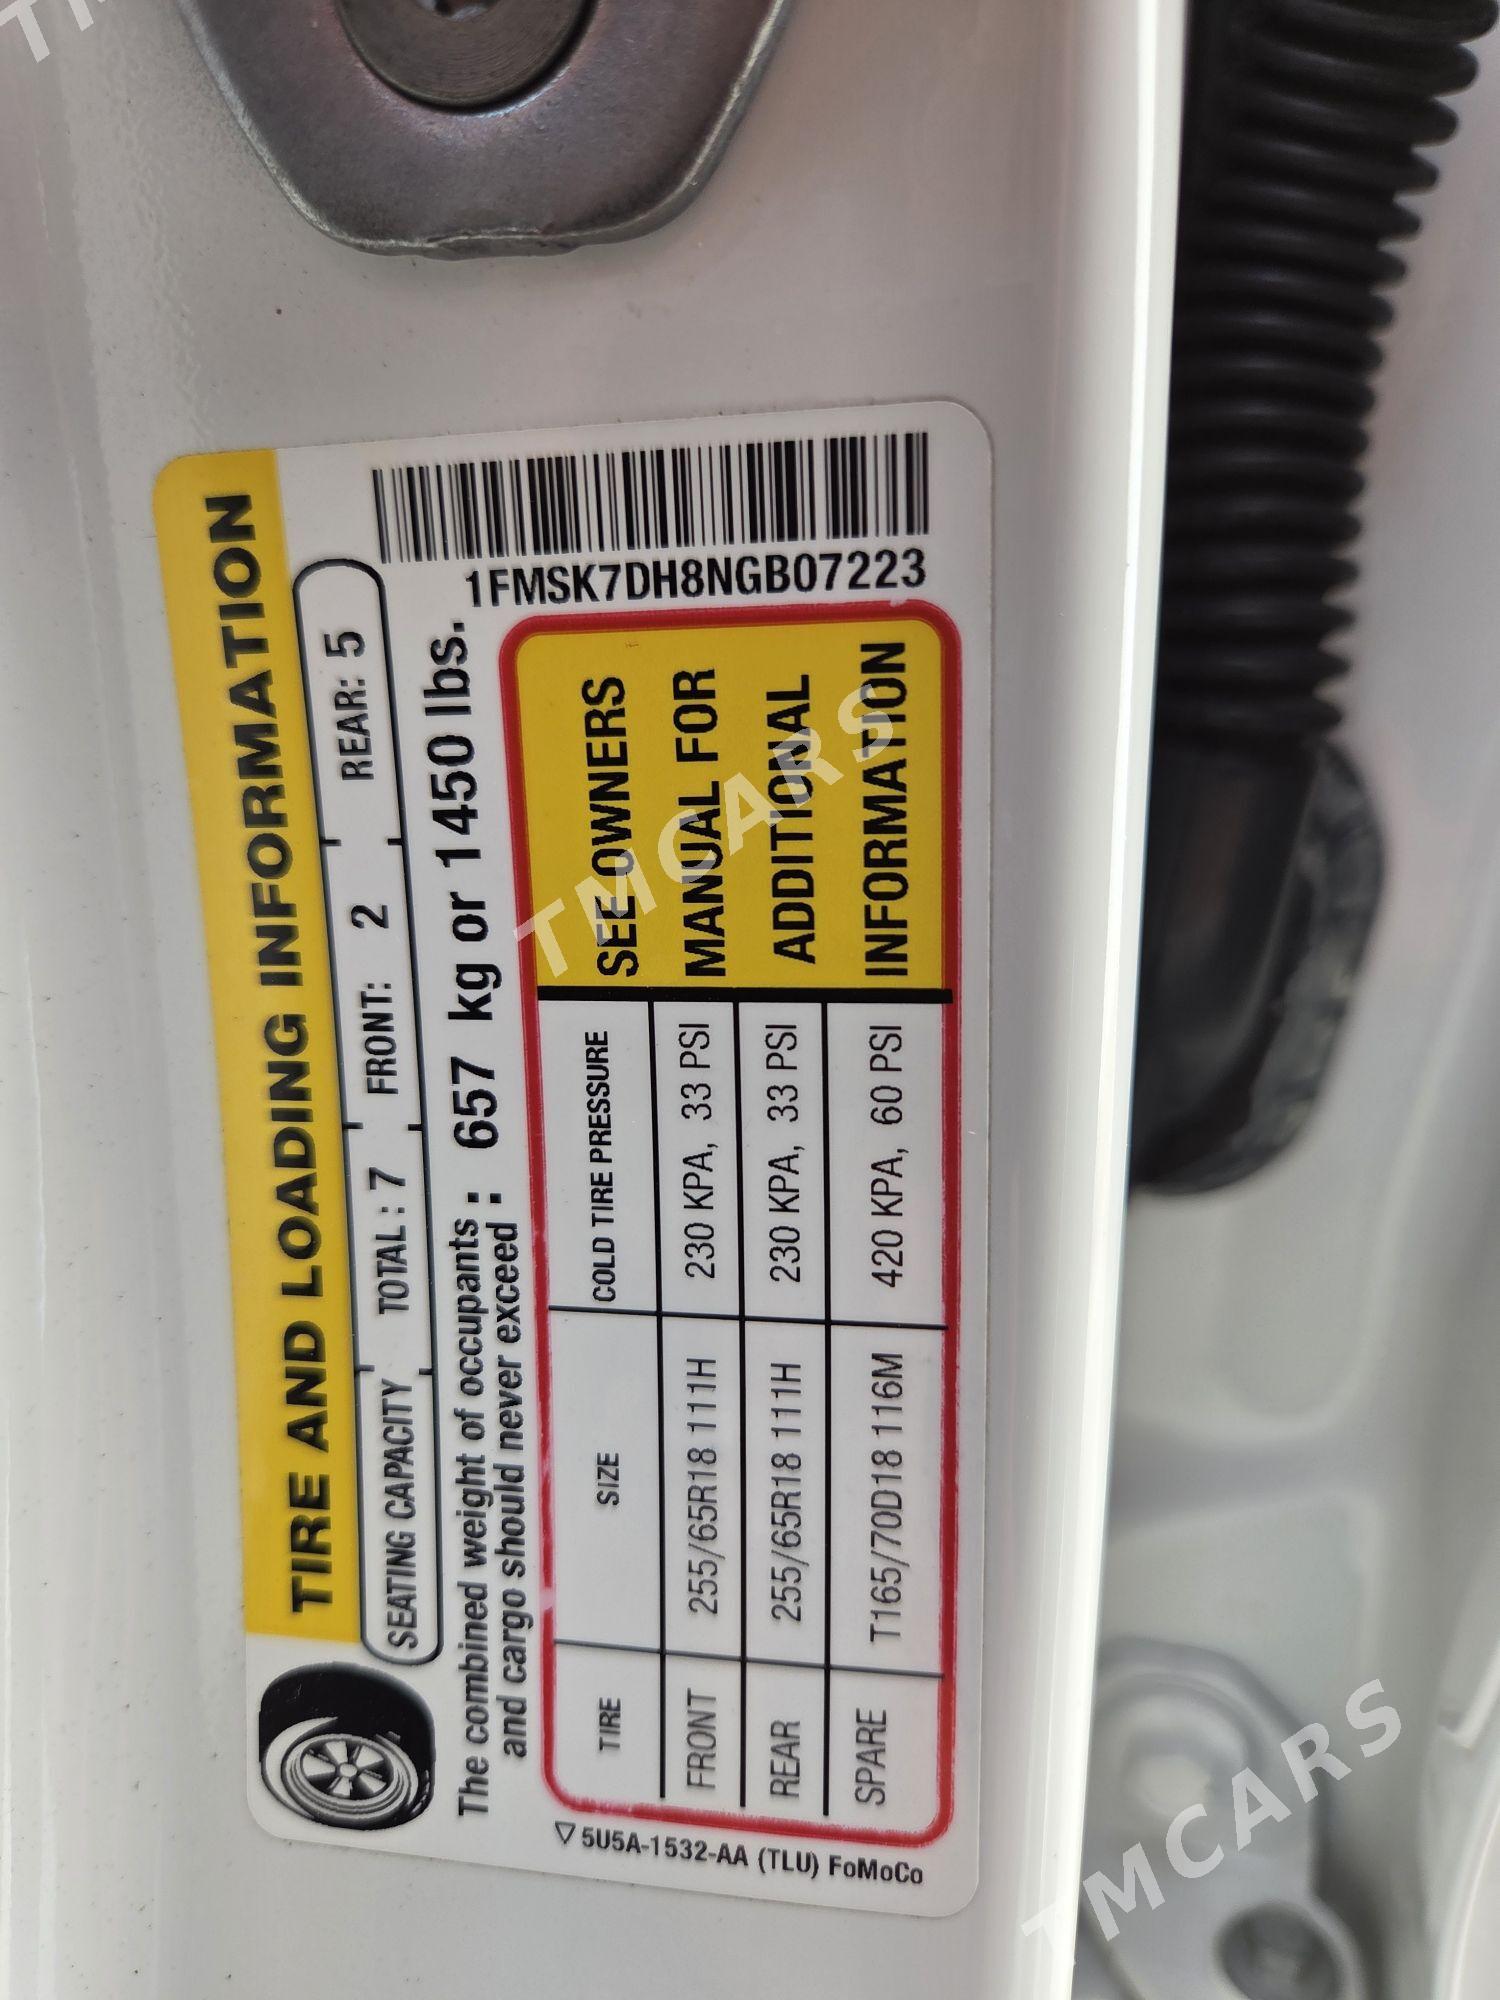 TIRE AND LOADING INFORMATION
SEATING CAPACITY TOTAL : 7 FRONT: 2 REAR: 5
The combined weight of occupants : 657 kg or 1450 lbs.
and cargo should never exceed :
1FMSK7DH8NGB07223
TIRE SIZE COLD TIRE PRESSURE
FRONT 255/65R18 111H 230 KPA, 33 PSI
REAR 255/65R18 111H 230 KPA, 33 PSI
SPARE T165/70D18 116M 420 KPA, 60 PSI
SEE OWNERS
MANUAL FOR
ADDITIONAL
INFORMATION
5U5A-1532-AA (TLU) FoMoCo
TMCARS
TMCARS